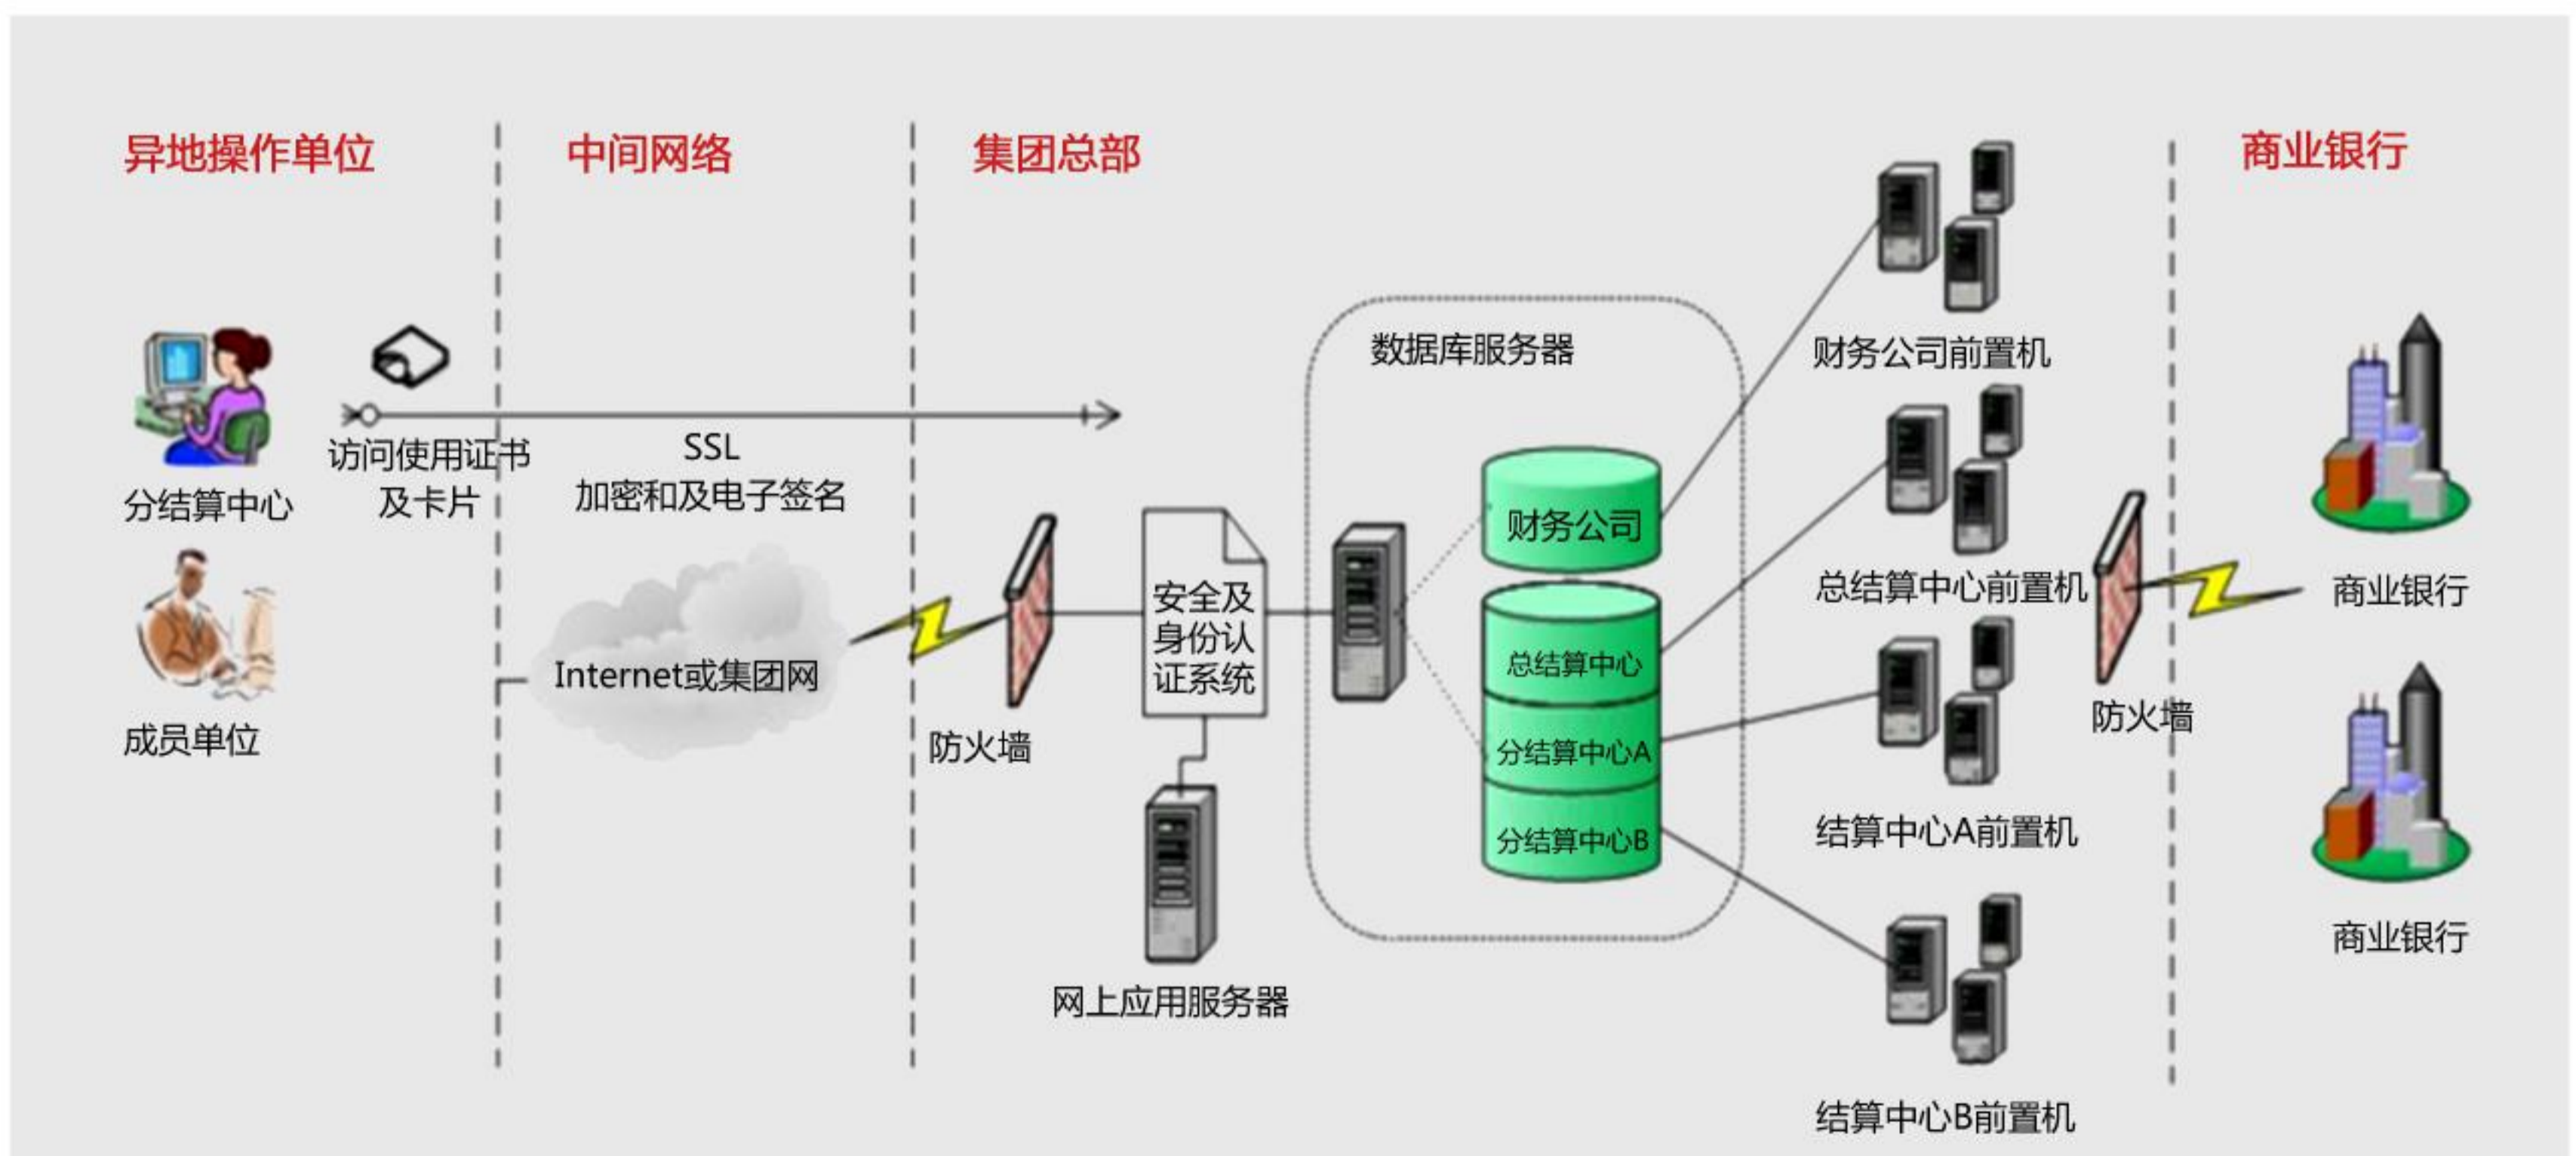 异地操作单位
中间网络
集团总部
商业银行
分结算中心
访问使用证书
及卡片
成员单位
SSL
加密和及电子签名
Internet或集团网
防火墙
安全及
身份认
证系统
网上应用服务器
数据库服务器
财务公司
总结算中心
分结算中心A
分结算中心B
财务公司前置机
总结算中心前置机
结算中心A前置机
结算中心B前置机
防火墙
商业银行
商业银行